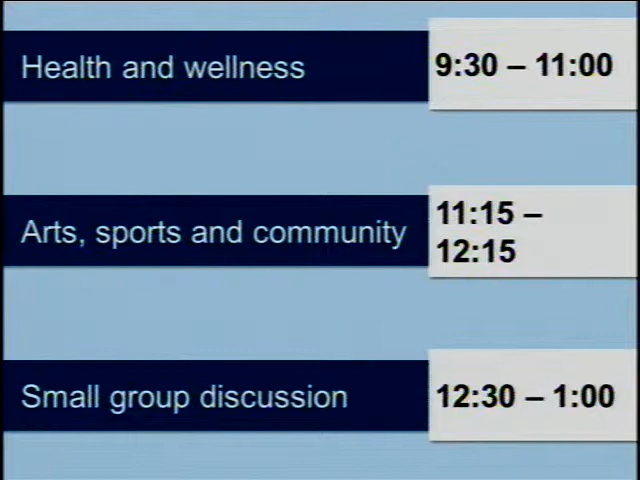 Health and wellness 9:30 – 11:00
Arts, sports and community 11:15 –
12:15
Small group discussion 12:30 – 1:00